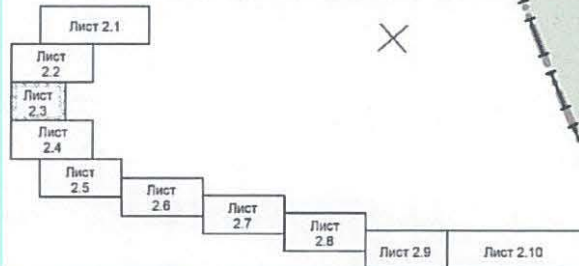 Лист 2.1
Лист
2.2
Лист
2.3
Лист
2.4
Лист
2.5
Лист
2.6
Лист
2.7
Лист
2.8
Лист 2.9
Лист 2.10